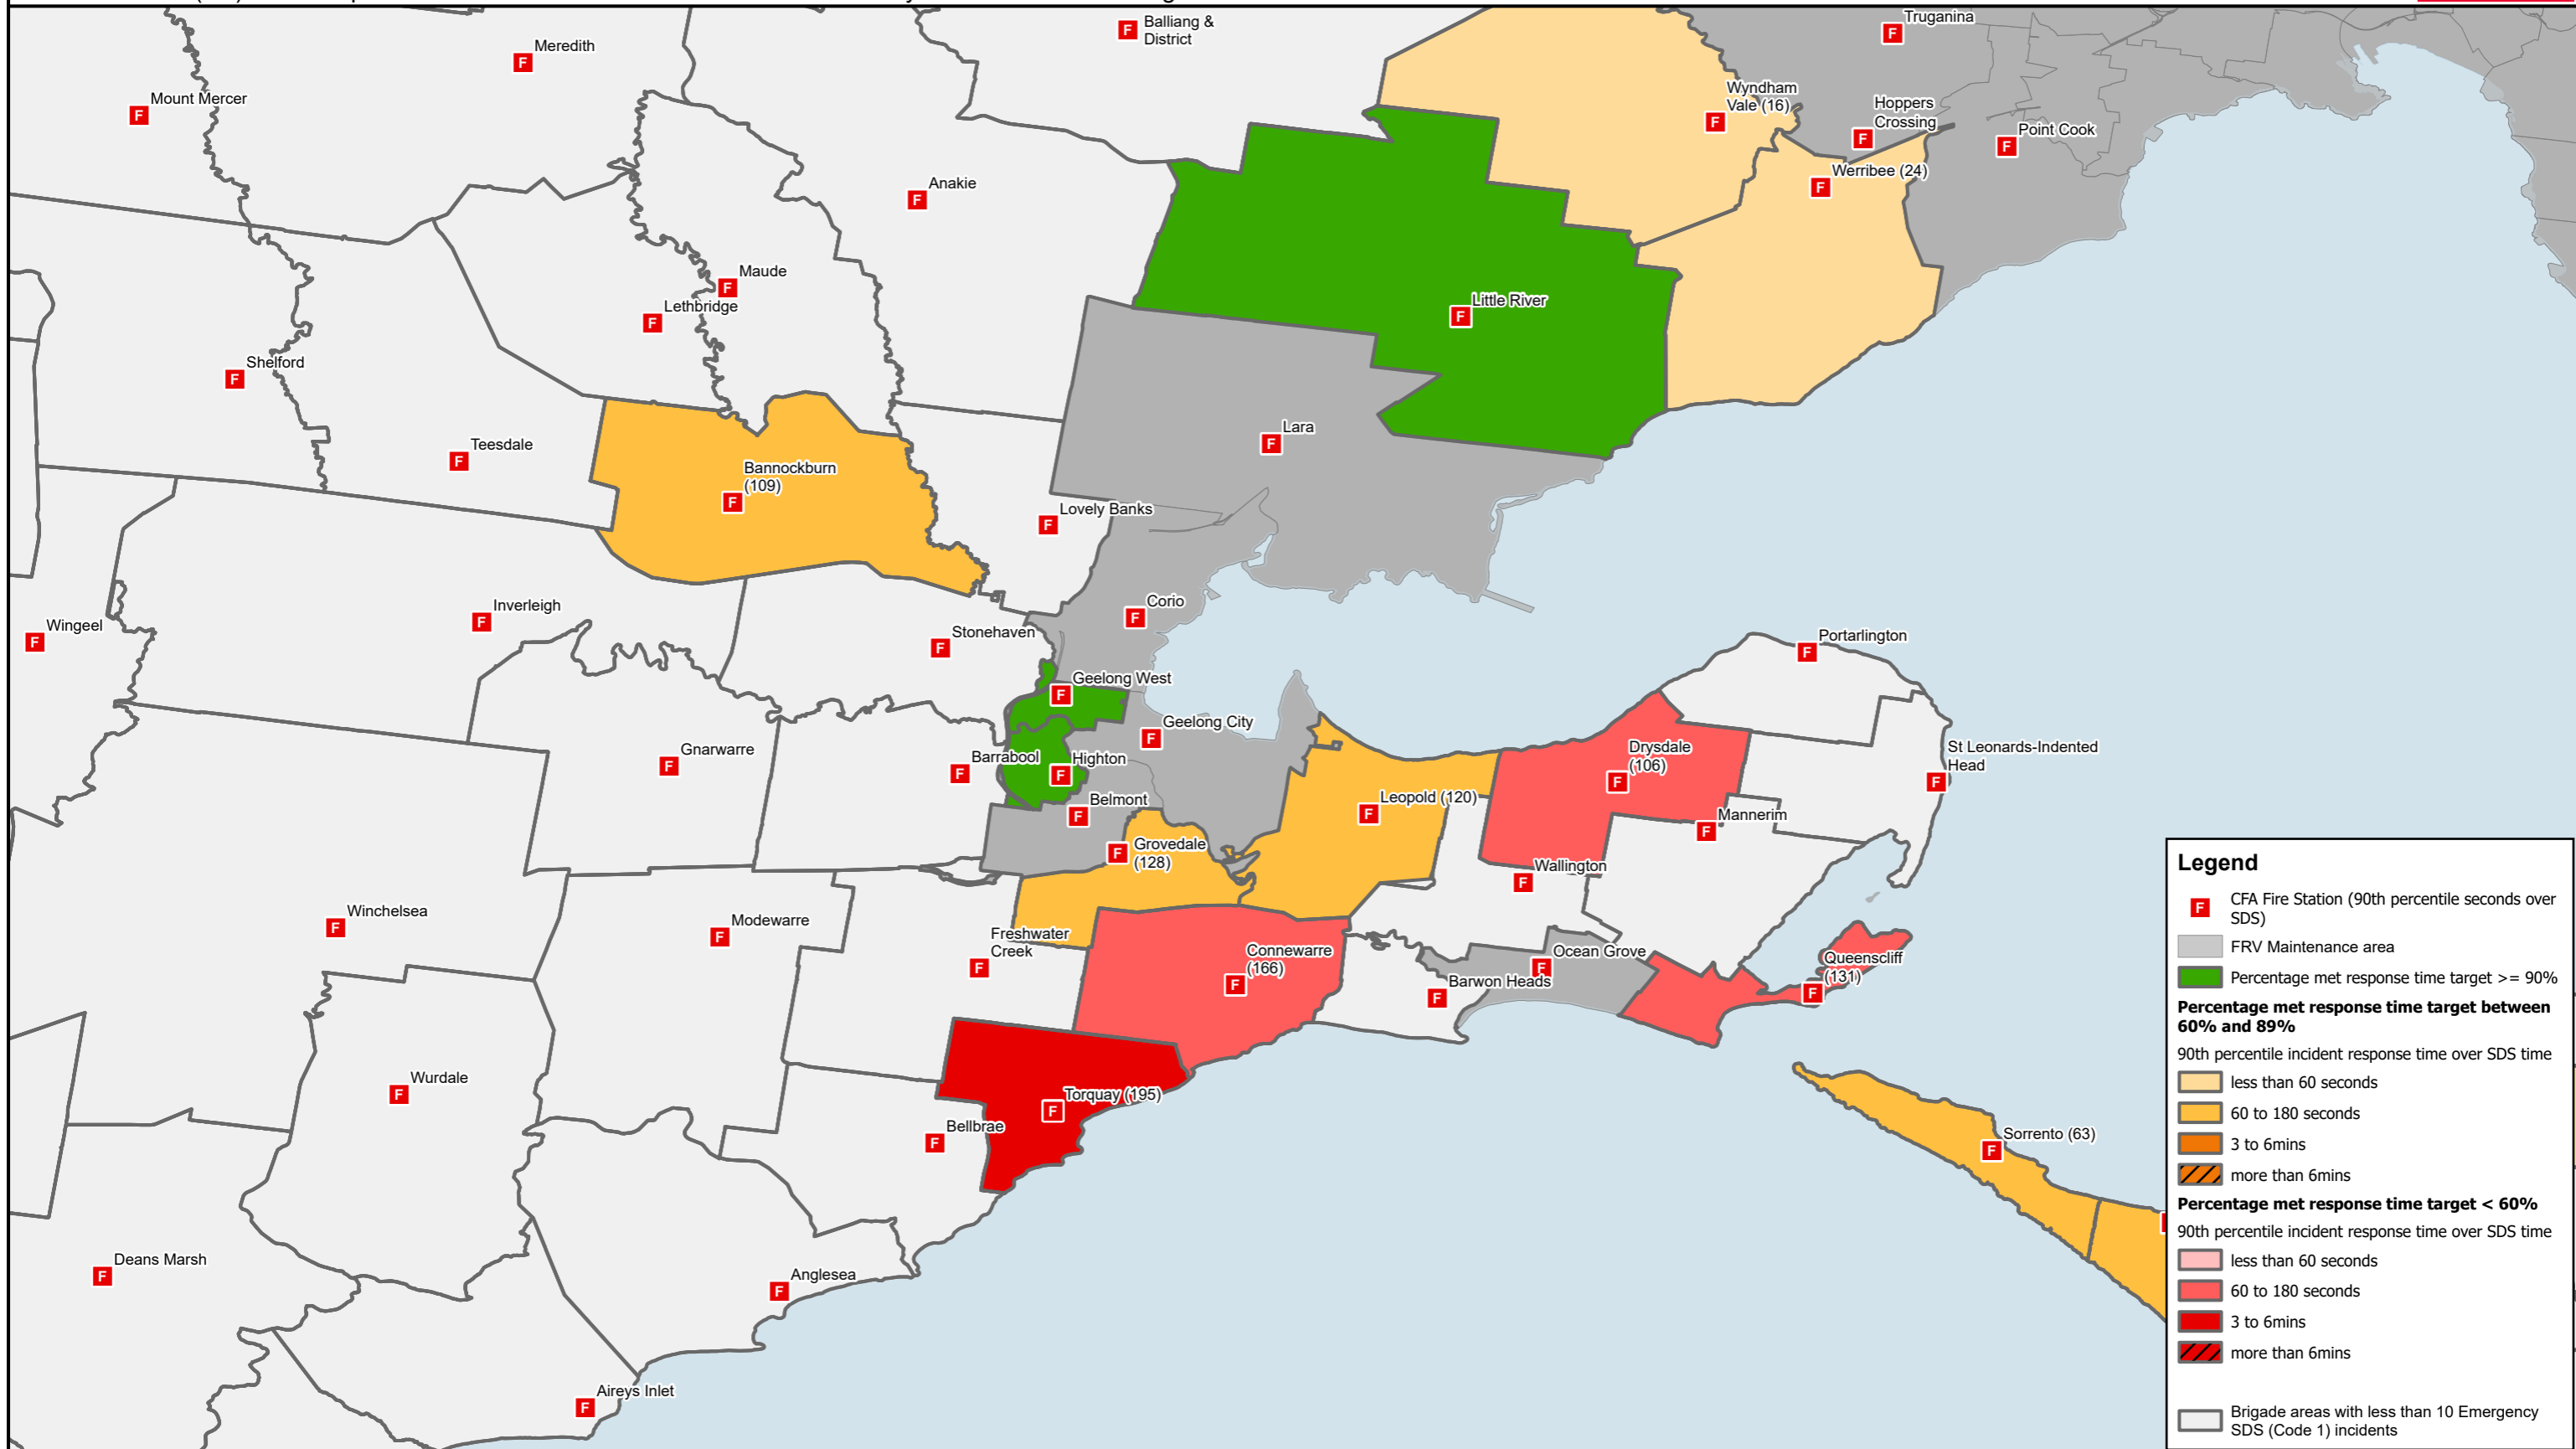 Truganina
Balliang &
District
Meredith
Mount Mercer
Wyndham
Vale (16)
Hoppers
Crossing
Point Cook
Werribee (24)
Anakie
Maude
Lethbridge
Little River
Shelford
Lara
Teesdale
Bannockburn
(109)
Lovely Banks
Corio
Inverleigh
Wingeel
Stonehaven
Portarlington
Geelong West
Geelong City
Gnarwarre
Barrabool
Highton
Drysdale
(106)
St Leonards-Indented
Head
Belmont
Leopold (120)
Mannerim
Grovedale
(128)
Wallington
Winchelsea
Modewarre
Freshwater
Creek
Connewarre
(166)
Ocean Grove
Barwon Heads
Queenscliff
(131)
Wurdale
Torquay (195)
Bellbrae
Sorrento (63)
Deans Marsh
Anglesea
Aireys Inlet
Legend
F CFA Fire Station (90th percentile seconds over
SDS)
FRV Maintenance area
Percentage met response time target >= 90%
Percentage met response time target between
60% and 89%
90th percentile incident response time over SDS time
less than 60 seconds
60 to 180 seconds
3 to 6mins
more than 6mins
Percentage met response time target < 60%
90th percentile incident response time over SDS time
less than 60 seconds
60 to 180 seconds
3 to 6mins
more than 6mins
Brigade areas with less than 10 Emergency
SDS (Code 1) incidents